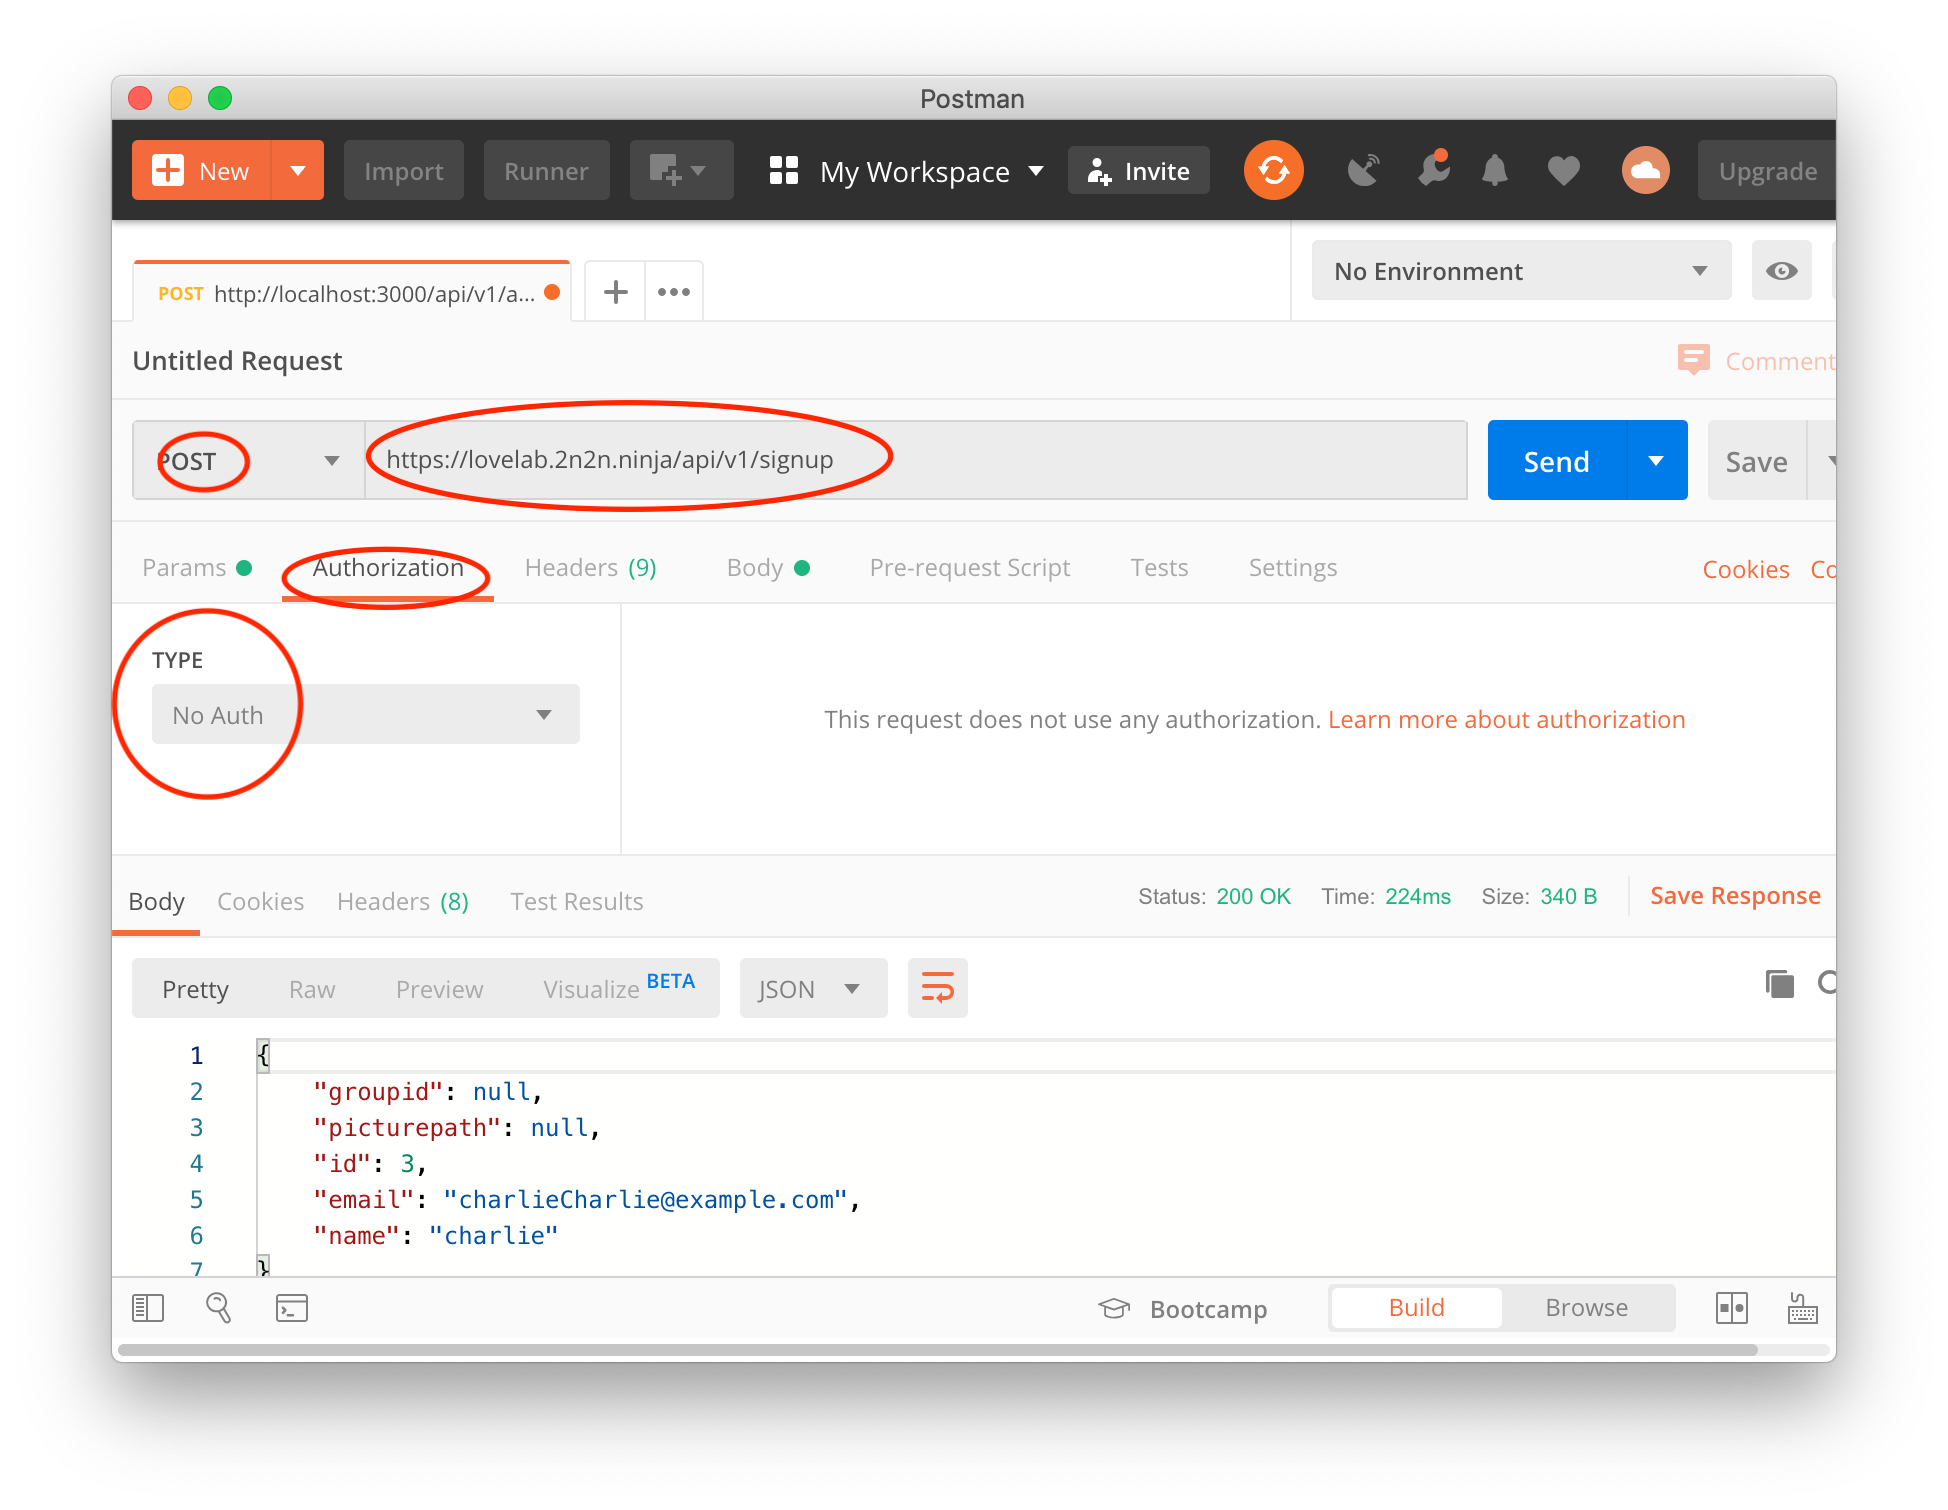 Postman
New Import Runner My Workspace Invite Upgrade
POST http://localhost:3000/api/v1/a... No Environment
Untitled Request Comment
POST https://lovelab.2n2n.ninja/api/v1/signup Send Save
Params Authorization Headers (9) Body Pre-request Script Tests Settings Cookies Co
TYPE
No Auth
This request does not use any authorization. Learn more about authorization
Body Cookies Headers (8) Test Results Status: 200 OK Time: 224ms Size: 340 B Save Response
Pretty Raw Preview Visualize BETA JSON
1 {
2 "groupid": null,
3 "picturepath": null,
4 "id": 3,
5 "email": "charlieCharlie@example.com",
6 "name": "charlie"
7 }
Bootcamp Build Browse